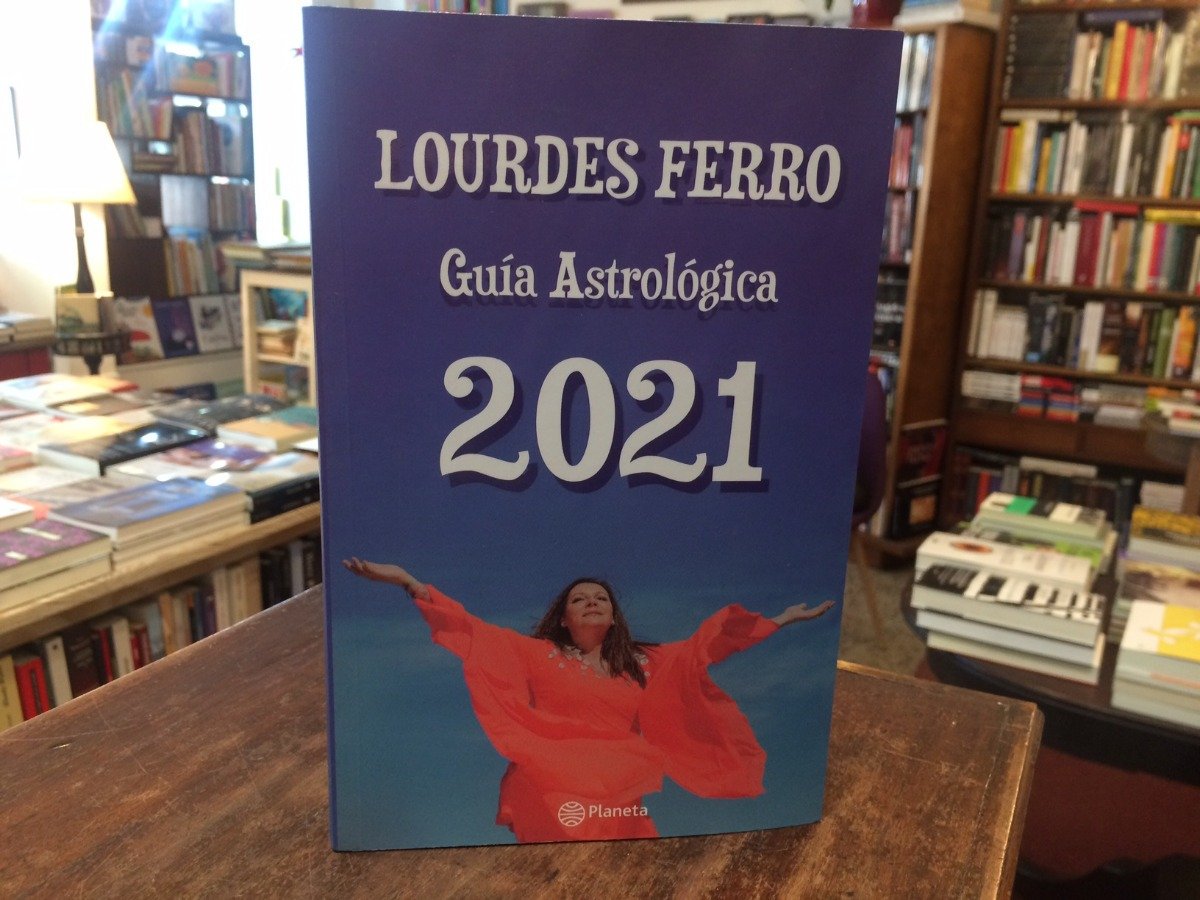 LOURDES FERRO
Guía Astrológica
2021
Planeta